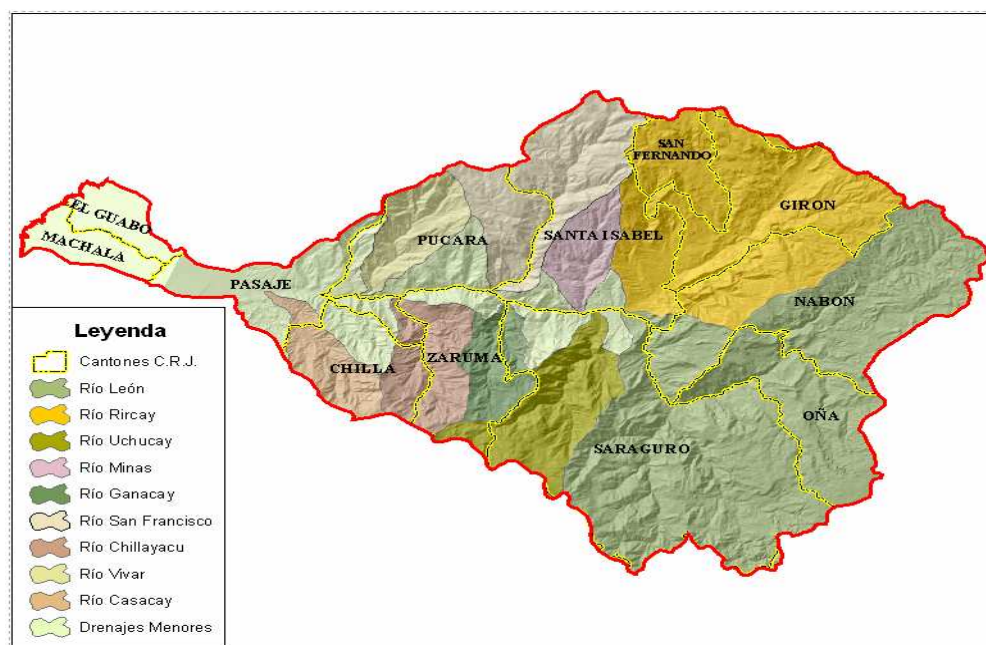 SAN
FERNANDO
GIRON
EL GUABO
MACHALA
PUCARA
SANTA ISABEL
PASAJE
NABON
CHILLA
ZARUMA
OÑA
SARAGURO
Leyenda
Cantones C.R.J.
Río León
Río Rircay
Río Uchucay
Río Minas
Río Ganacay
Río San Francisco
Río Chillayacu
Río Vivar
Río Casacay
Drenajes Menores